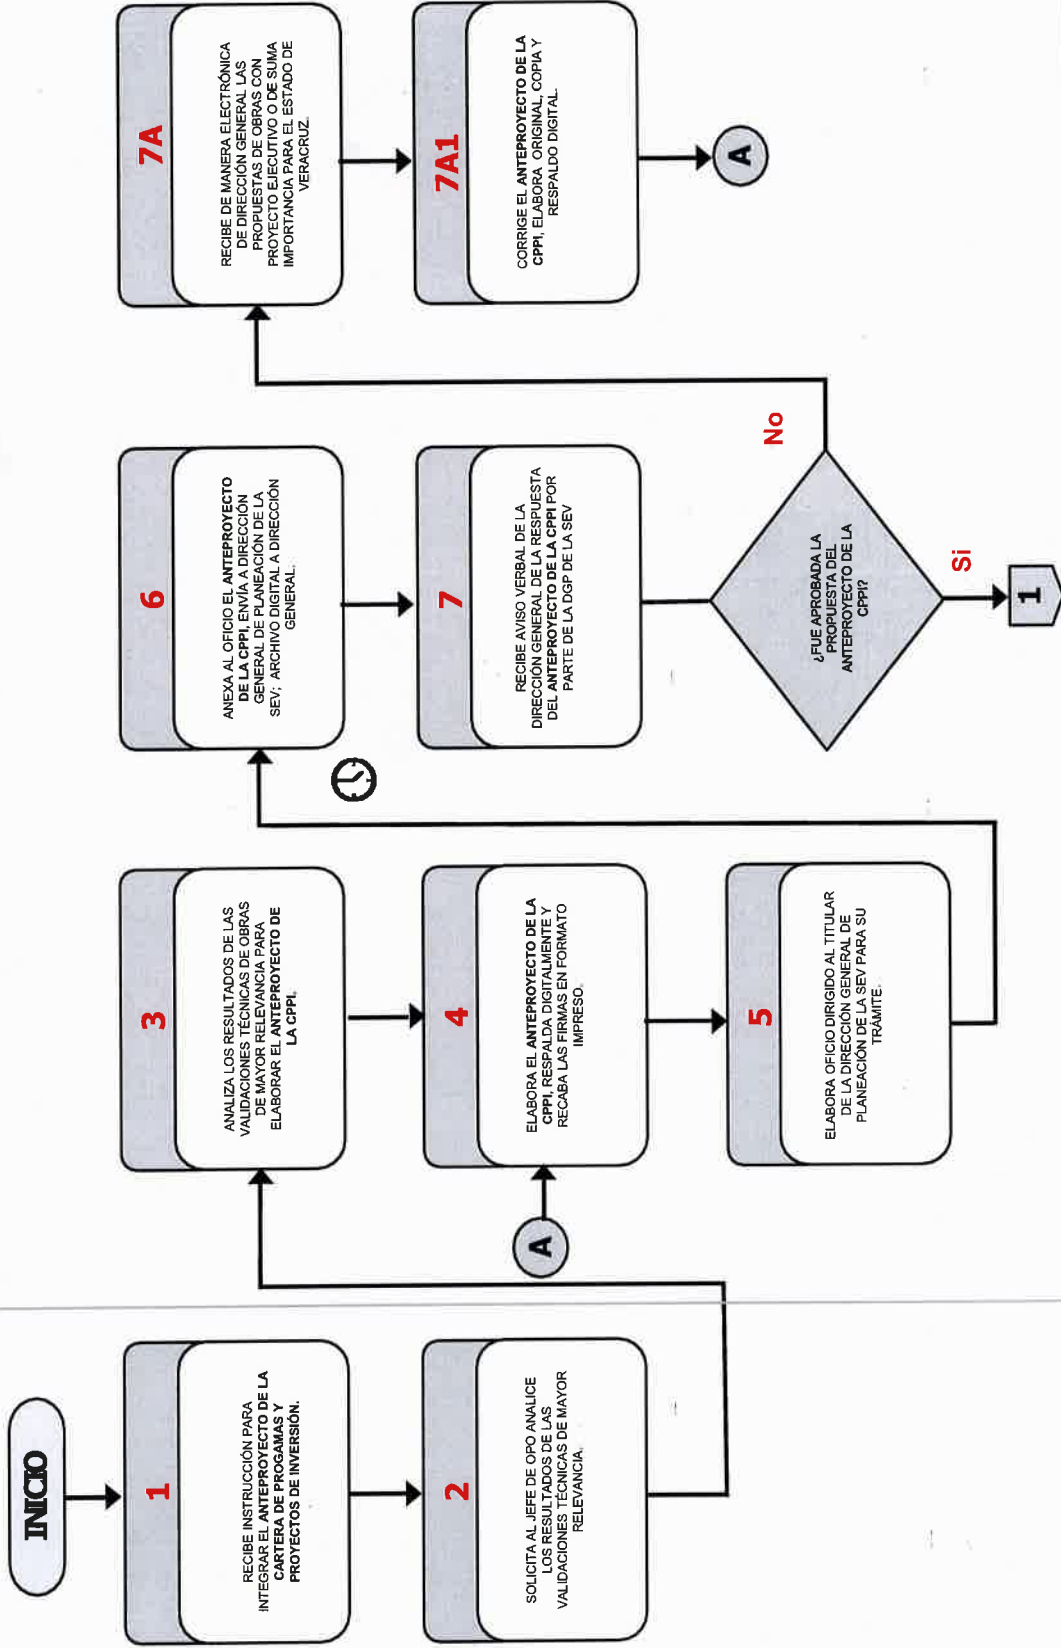 INICIO
1
RECIBE INSTRUCCIÓN PARA
INTEGRAR EL ANTEPROYECTO DE LA
CARTERA DE PROGAMAS Y
PROYECTOS DE INVERSIÓN.
2
SOLICITA AL JEFE DE OPO ANALICE
LOS RESULTADOS DE LAS
VALIDACIONES TÉCNICAS DE MAYOR
RELEVANCIA.
3
ANALIZA LOS RESULTADOS DE LAS
VALIDACIONES TÉCNICAS DE OBRAS
DE MAYOR RELEVANCIA PARA
ELABORAR EL ANTEPROYECTO DE
LA CPPI.
A
4
ELABORA EL ANTEPROYECTO DE LA
CPPI, RESPALDA DIGITALMENTE Y
RECABA LAS FIRMAS EN FORMATO
IMPRESO.
5
ELABORA OFICIO DIRIGIDO AL TITULAR
DE LA DIRECCIÓN GENERAL DE
PLANEACIÓN DE LA SEV PARA SU
TRÁMITE.
6
ANEXA AL OFICIO EL ANTEPROYECTO
DE LA CPPI, ENVÍA A DIRECCIÓN
GENERAL DE PLANEACIÓN DE LA
SEV; ARCHIVO DIGITAL A DIRECCIÓN
GENERAL.
7
RECIBE AVISO VERBAL DE LA
DIRECCIÓN GENERAL DE LA RESPUESTA
DEL ANTEPROYECTO DE LA CPPI POR
PARTE DE LA DGP DE LA SEV
¿FUE APROBADA LA
PROPUESTA DEL
ANTEPROYECTO DE LA
CPPI?
No
Si
1
7A
RECIBE DE MANERA ELECTRÓNICA
DE DIRECCIÓN GENERAL LAS
PROPUESTAS DE OBRAS CON
PROYECTO EJECUTIVO O DE SUMA
IMPORTANCIA PARA EL ESTADO DE
VERACRUZ.
7A1
CORRIGE EL ANTEPROYECTO DE LA
CPPI, ELABORA ORIGINAL, COPIA Y
RESPALDO DIGITAL.
A